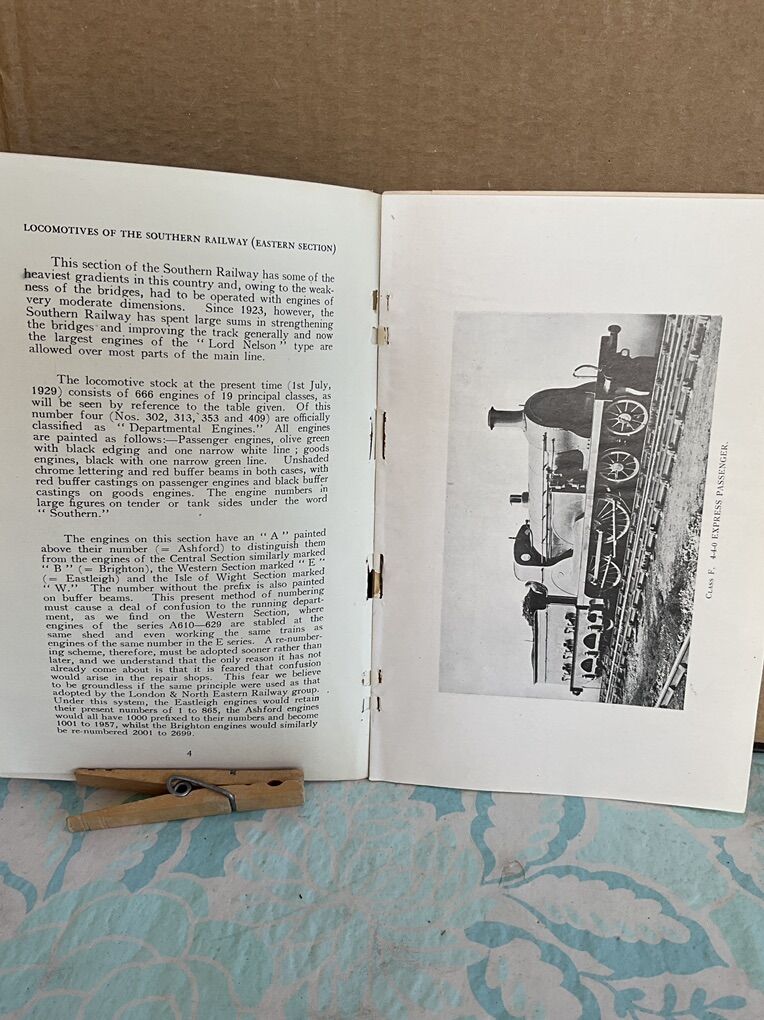 LOCOMOTIVES OF THE SOUTHERN RAILWAY (EASTERN SECTION)
This section of the Southern Railway has some of the
heaviest gradients in this country and, owing to the weak-
ness of the bridges, had to be operated with engines of
very moderate dimensions. Since 1923, however, the
Southern Railway has spent large sums in strengthening
the bridges and improving the track generally and now
the largest engines of the "Lord Nelson" type are
allowed over most parts of the main line.
The locomotive stock at the present time (1st July,
1929) consists of 666 engines of 19 principal classes, as
will be seen by reference to the table given. Of this
number four (Nos. 302, 313, 353 and 409) are officially
classified as "Departmental Engines." All engines
are painted as follows:—Passenger engines, olive green
with black edging and one narrow white line; goods
engines, black with one narrow green line. Unshaded
chrome lettering and red buffer beams in both cases, with
red buffer castings on passenger engines and black buffer
castings on goods engines. The engine numbers in
large figures on tender or tank sides under the word
"Southern."
The engines on this section have an "A" painted
above their number (= Ashford) to distinguish them
from the engines of the Central Section similarly marked
"B" (= Brighton), the Western Section marked "E"
(= Eastleigh) and the Isle of Wight Section marked
"W." The number without the prefix is also painted
on buffer beams. This present method of numbering
must cause a deal of confusion to the running depart-
ment, as we find on the Western Section, where
engines of the series A610—629 are stabled at the
same shed and even working the same trains as
engines of the same number in the E series. A re-number-
ing scheme, therefore, must be adopted sooner rather than
later, and we understand that the only reason it has not
already come about is that it is feared that confusion
would arise in the repair shops. This fear we believe
to be groundless if the same principle were used as that
adopted by the London & North Eastern Railway group.
Under this system, the Eastleigh engines would retain
their present numbers of 1 to 865, the Ashford engines
would all have 1000 prefixed to their numbers and become
1001 to 1957, whilst the Brighton engines would similarly
be re-numbered 2001 to 2699.
4
CLASS F, 4-4-0 EXPRESS PASSENGER.